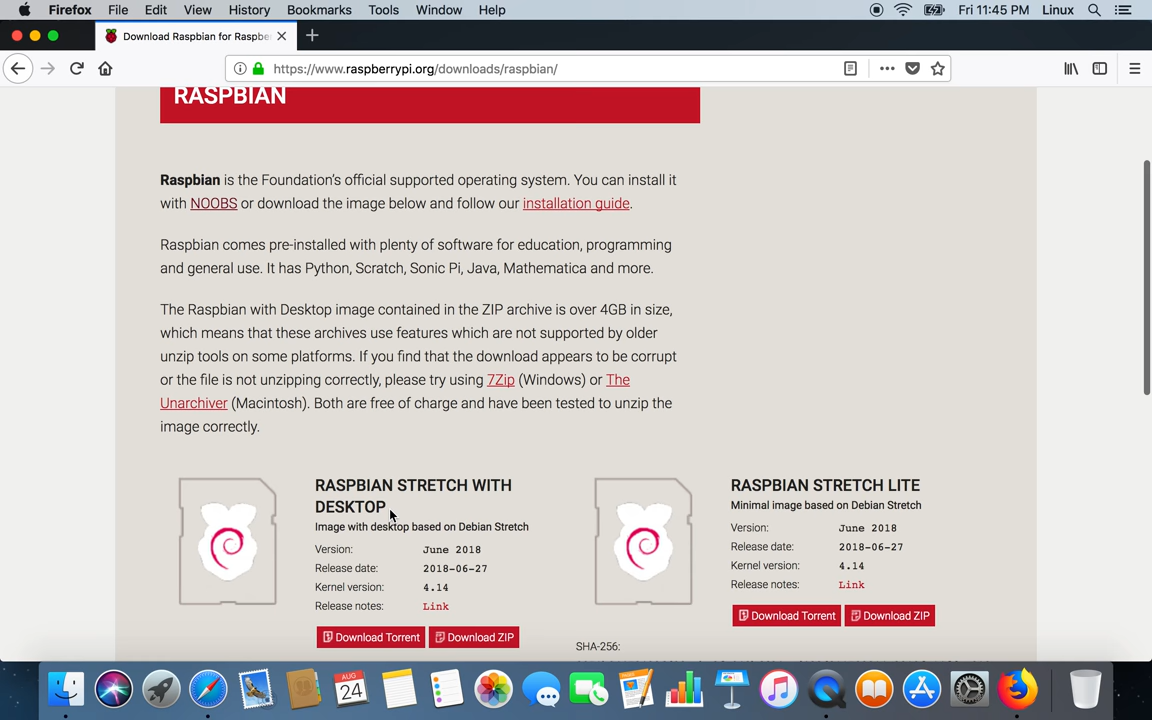 Firefox File Edit View History Bookmarks Tools Window Help Fri 11:45 PM Linux
Download Raspbian for Raspbe
https://www.raspberrypi.org/downloads/raspbian/
RASPBIAN
Raspbian is the Foundation's official supported operating system. You can install it
with NOOBS or download the image below and follow our installation guide.
Raspbian comes pre-installed with plenty of software for education, programming
and general use. It has Python, Scratch, Sonic Pi, Java, Mathematica and more.
The Raspbian with Desktop image contained in the ZIP archive is over 4GB in size,
which means that these archives use features which are not supported by older
unzip tools on some platforms. If you find that the download appears to be corrupt
or the file is not unzipping correctly, please try using 7Zip (Windows) or The
Unarchiver (Macintosh). Both are free of charge and have been tested to unzip the
image correctly.
RASPBIAN STRETCH WITH
DESKTOP
Image with desktop based on Debian Stretch
Version: June 2018
Release date: 2018-06-27
Kernel version: 4.14
Release notes: Link
Download Torrent Download ZIP
RASPBIAN STRETCH LITE
Minimal image based on Debian Stretch
Version: June 2018
Release date: 2018-06-27
Kernel version: 4.14
Release notes: Link
Download Torrent Download ZIP
SHA-256:
AUG
24